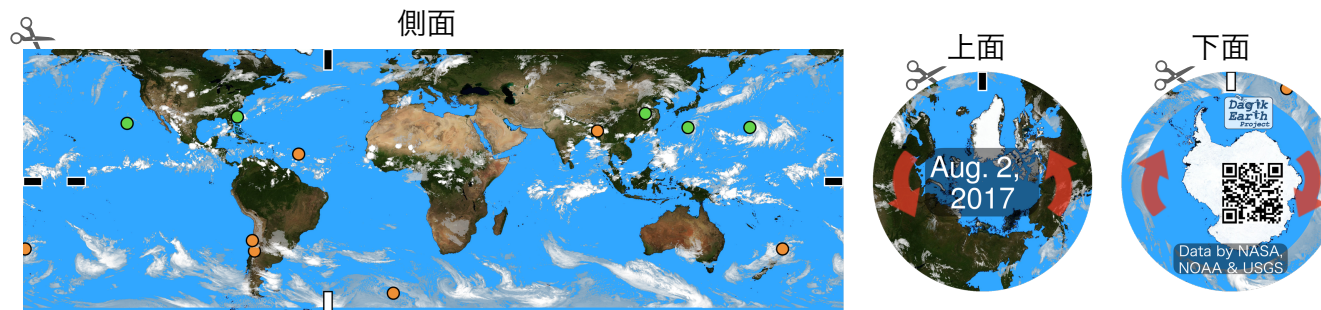 側面
上面
Aug. 2,
2017
下面
Dagik
Earth
Project
Data by NASA,
NOAA & USGS